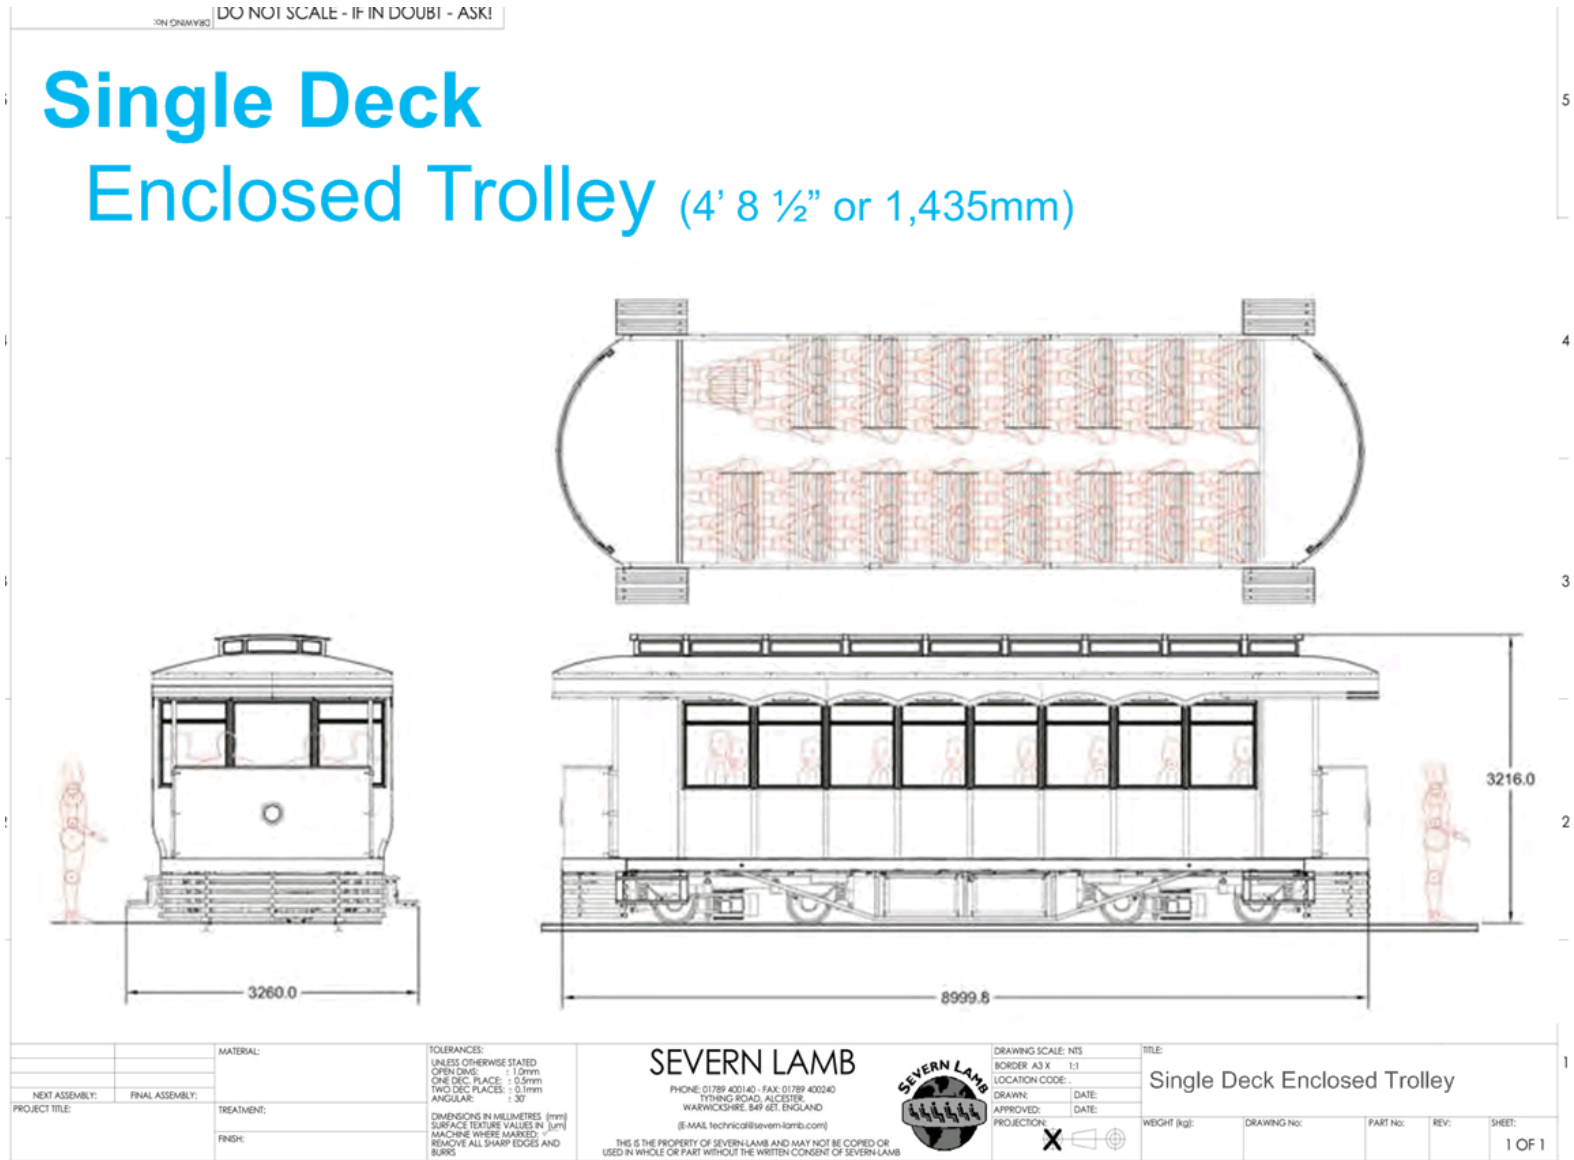 DRAWING No:
DO NOT SCALE - IF IN DOUBT - ASK!
Single Deck
Enclosed Trolley (4’ 8 ½” or 1,435mm)
5
4
3
2
1
3216.0
3260.0
8999.8
NEXT ASSEMBLY:
FINAL ASSEMBLY:
PROJECT TITLE:
MATERIAL:
TREATMENT:
FINISH:
TOLERANCES:
UNLESS OTHERWISE STATED
OPEN DIMS: : 1.0mm
ONE DEC. PLACE: : 0.5mm
TWO DEC PLACES: : 0.1mm
ANGULAR: : 30'
DIMENSIONS IN MILLIMETRES (mm)
SURFACE TEXTURE VALUES IN (um)
MACHINE WHERE MARKED:
REMOVE ALL SHARP EDGES AND
BURRS
SEVERN LAMB
PHONE: 01789 400140 - FAX: 01789 400240
TYTHING ROAD, ALCESTER,
WARWICKSHIRE. B49 6ET. ENGLAND
(E-MAIL technical@severn-lamb.com)
THIS IS THE PROPERTY OF SEVERN-LAMB AND MAY NOT BE COPIED OR
USED IN WHOLE OR PART WITHOUT THE WRITTEN CONSENT OF SEVERN-LAMB
SEVERN LAMB
DRAWING SCALE: NTS
BORDER A3 X 1:1
LOCATION CODE: .
DRAWN:
DATE:
APPROVED:
DATE:
PROJECTION:
TITLE:
Single Deck Enclosed Trolley
WEIGHT (kg):
DRAWING No:
PART No:
REV:
SHEET:
1 OF 1